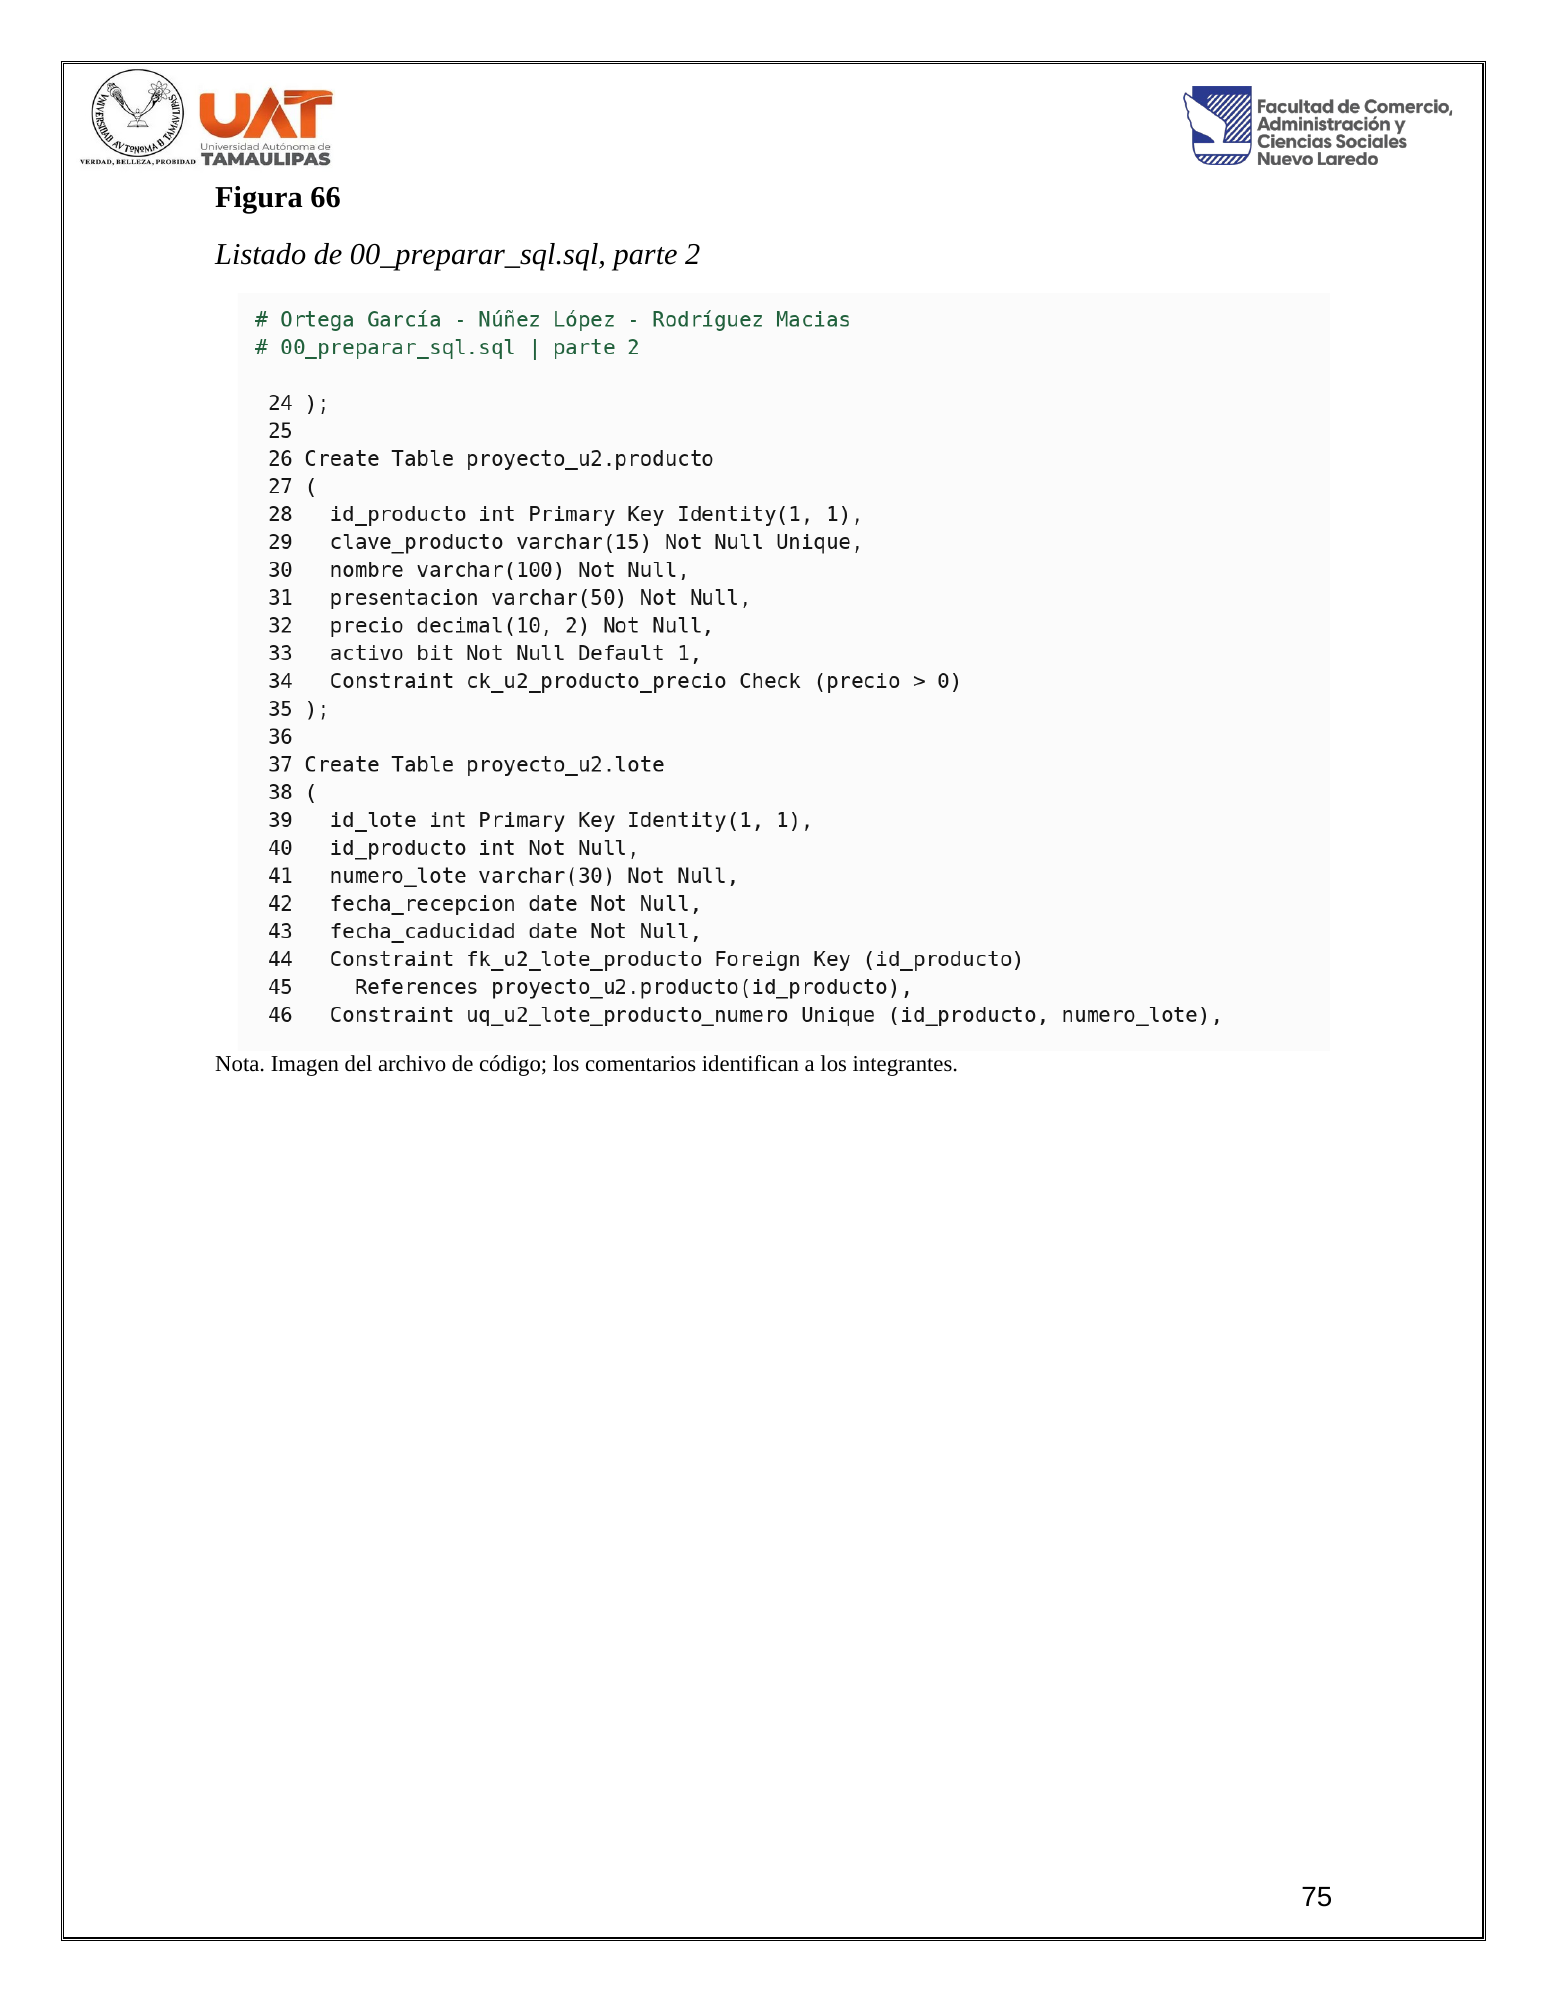 VNIVERSIDAD AVTONOMA D TAMAVLIPAS
VERDAD, BELLEZA, PROBIDAD
UAT
Universidad Autónoma de
TAMAULIPAS
Facultad de Comercio,
Administración y
Ciencias Sociales
Nuevo Laredo
Figura 66
Listado de 00_preparar_sql.sql, parte 2
# Ortega García - Núñez López - Rodríguez Macias
# 00_preparar_sql.sql | parte 2
24 );
25
26 Create Table proyecto_u2.producto
27 (
28   id_producto int Primary Key Identity(1, 1),
29   clave_producto varchar(15) Not Null Unique,
30   nombre varchar(100) Not Null,
31   presentacion varchar(50) Not Null,
32   precio decimal(10, 2) Not Null,
33   activo bit Not Null Default 1,
34   Constraint ck_u2_producto_precio Check (precio > 0)
35 );
36
37 Create Table proyecto_u2.lote
38 (
39   id_lote int Primary Key Identity(1, 1),
40   id_producto int Not Null,
41   numero_lote varchar(30) Not Null,
42   fecha_recepcion date Not Null,
43   fecha_caducidad date Not Null,
44   Constraint fk_u2_lote_producto Foreign Key (id_producto)
45     References proyecto_u2.producto(id_producto),
46   Constraint uq_u2_lote_producto_numero Unique (id_producto, numero_lote),
Nota. Imagen del archivo de código; los comentarios identifican a los integrantes.
75